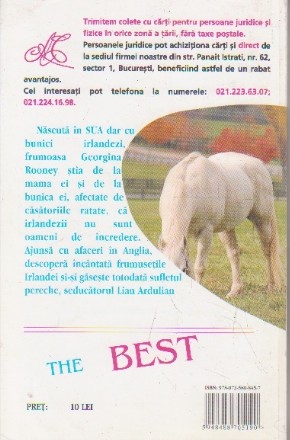 Trimitem colete cu cărţi pentru persoane juridice şi
fizice în orice zonă a ţării, fără taxe poştale.
Persoanele juridice pot achiziţiona cărţi şi direct de
la sediul firmei noastre din str. Panait Istrati, nr. 62,
sector 1, Bucureşti, beneficiind astfel de un rabat
avantajos.
Cei interesaţi pot telefona la numerele: 021.223.63.07;
021.224.16.98.
Născută în SUA dar cu
bunici irlandezi,
frumoasa Georgina
Rooney ştia de la
mama ei şi de la
bunica ei, afectate de
căsătoriile ratate, că
irlandezii nu sunt
oameni de încredere.
Ajunsă cu afaceri in Anglia,
descoperă incântată frumuseţile
Irlandei si-şi găseşte totodată sufletul
pereche, seducătorul Lian Ardulian
THE BEST
PREŢ: 10 LEI